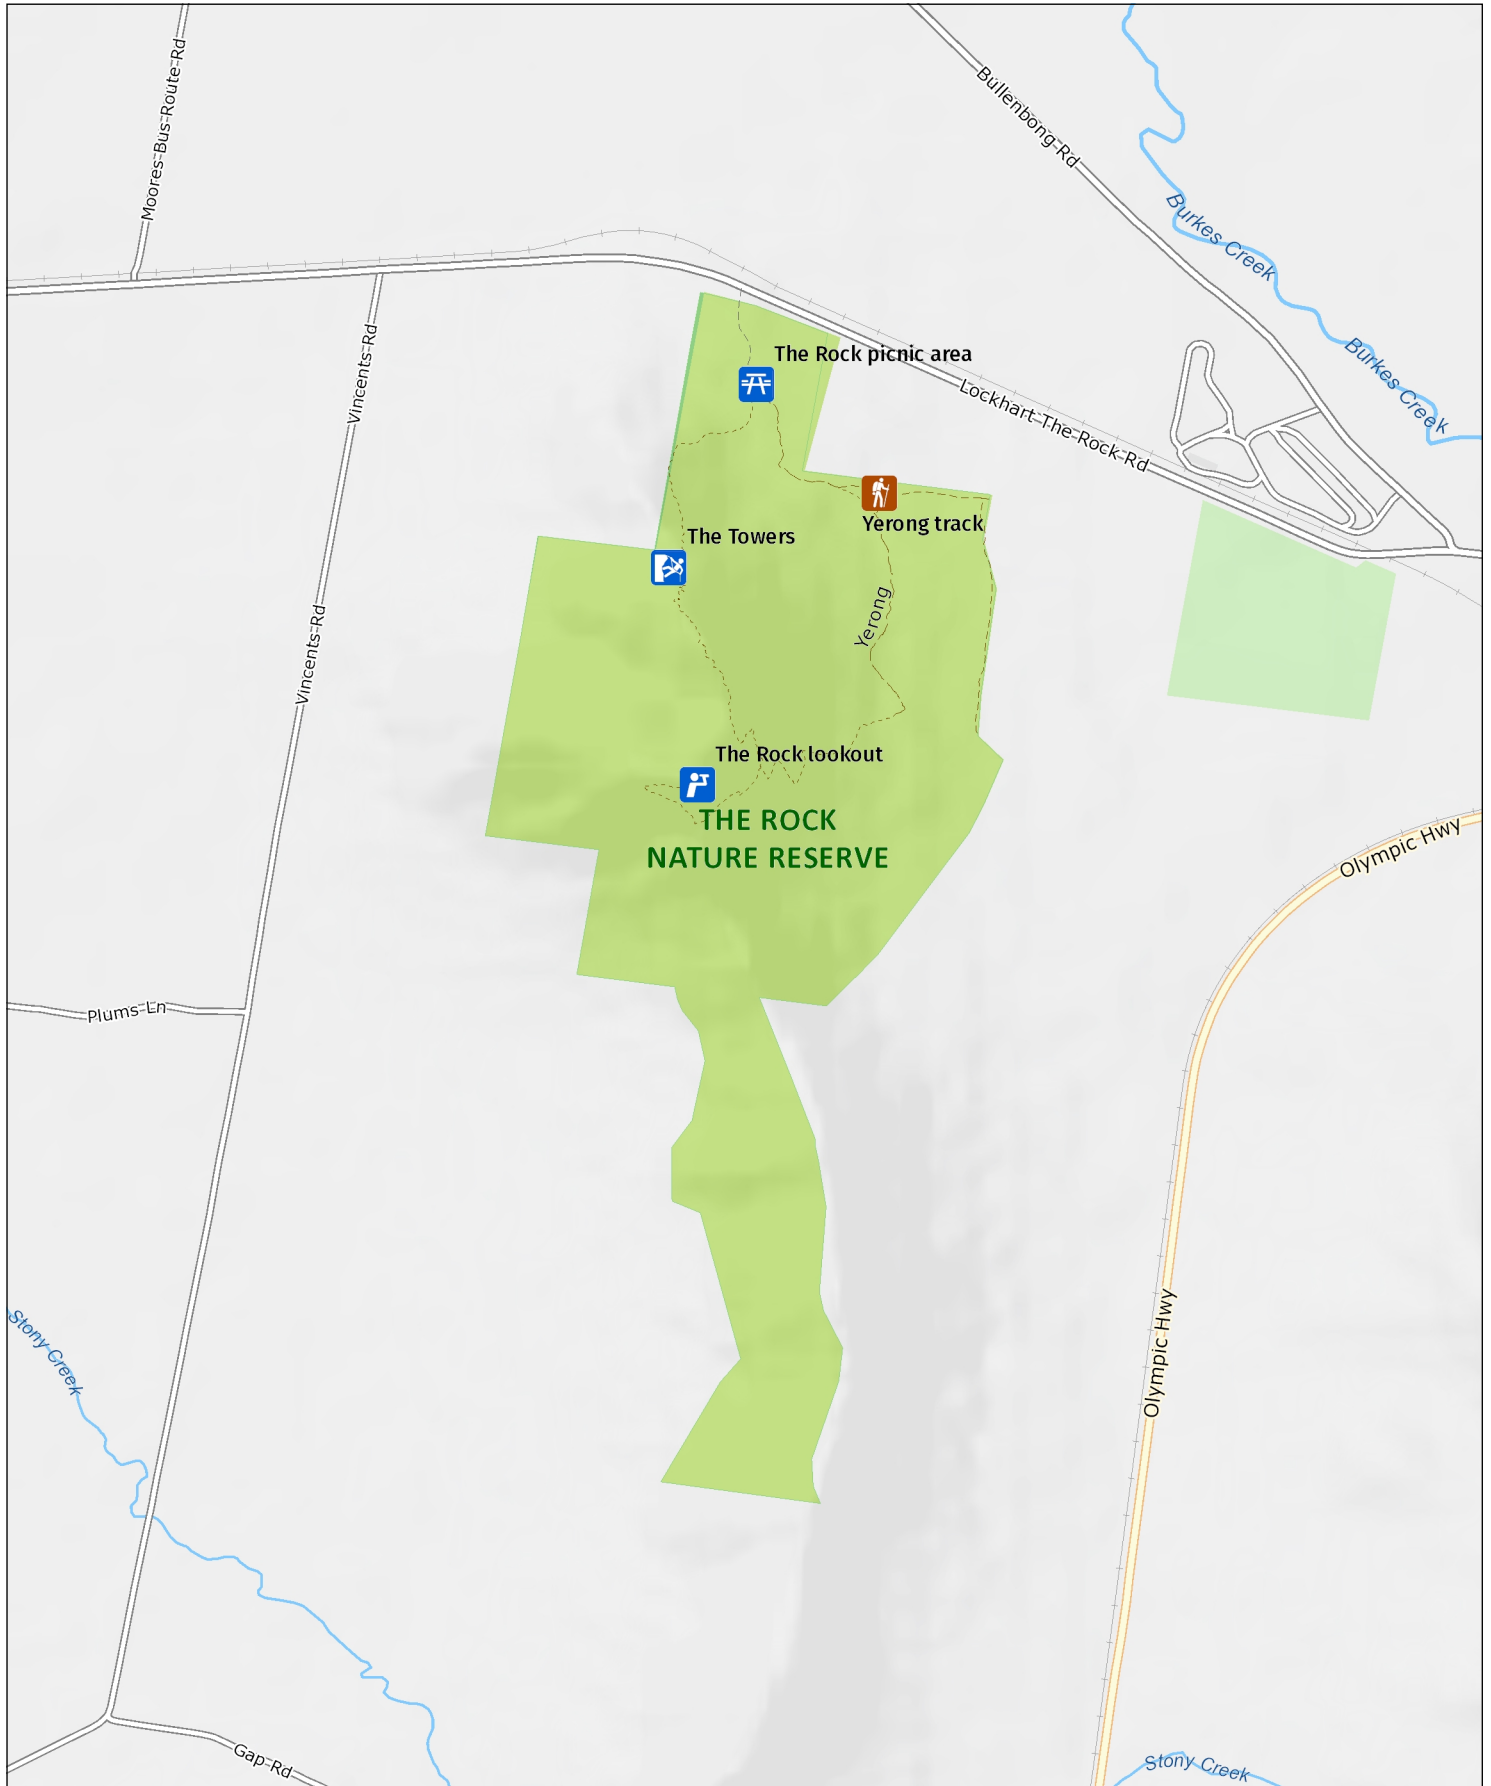 Moores-Bus-Route-Rd
Bullenbong Rd
Burkes Creek
Vincents-Rd
The Rock picnic area
Lockhart-The-Rock-Rd
Burkes Creek
Yerong track
The Towers
Yerong
Vincents-Rd
The Rock lookout
THE ROCK
NATURE RESERVE
Olympic Hwy
Plums Ln
Olympic-Hwy
Stony Creek
Gap-Rd
Stony Creek